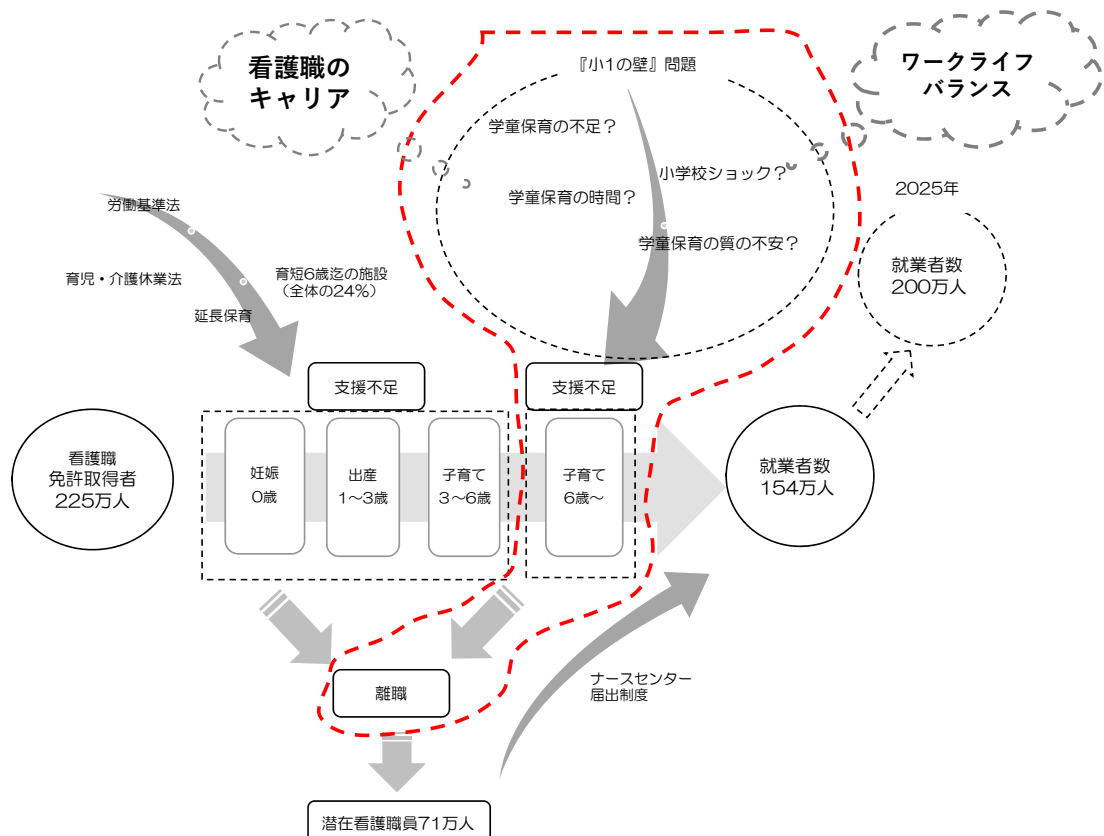 看護職の
キャリア
『小1の壁』問題
ワークライフ
バランス
学童保育の不足？
小学校ショック？
学童保育の時間？
学童保育の質の不安？
2025年
就業者数
200万人
労働基準法
育児・介護休業法
育短6歳迄の施設
（全体の24％）
延長保育
支援不足
支援不足
看護職
免許取得者
225万人
妊娠
0歳
出産
1～3歳
子育て
3～6歳
子育て
6歳～
就業者数
154万人
離職
ナースセンター
届出制度
潜在看護職員71万人